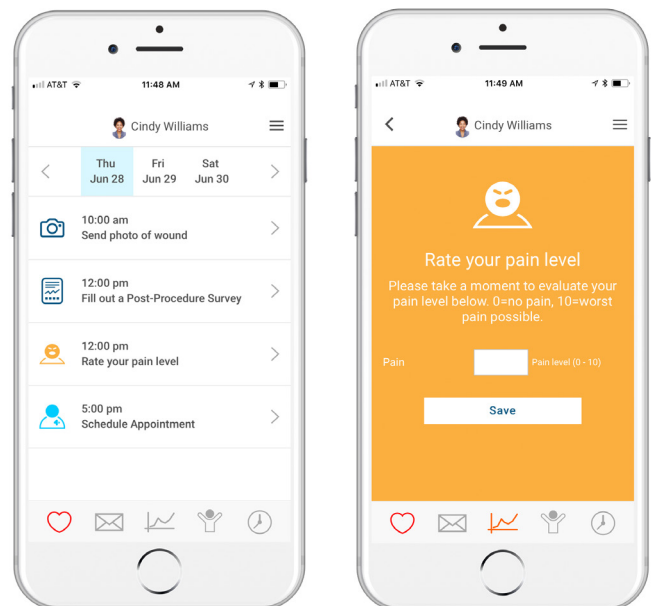 AT&T 11:48 AM
Cindy Williams
Thu Fri Sat
Jun 28 Jun 29 Jun 30
10:00 am
Send photo of wound
12:00 pm
Fill out a Post-Procedure Survey
12:00 pm
Rate your pain level
5:00 pm
Schedule Appointment
AT&T 11:49 AM
Cindy Williams
Rate your pain level
Please take a moment to evaluate your
pain level below. 0=no pain, 10=worst
pain possible.
Pain Pain level (0 - 10)
Save